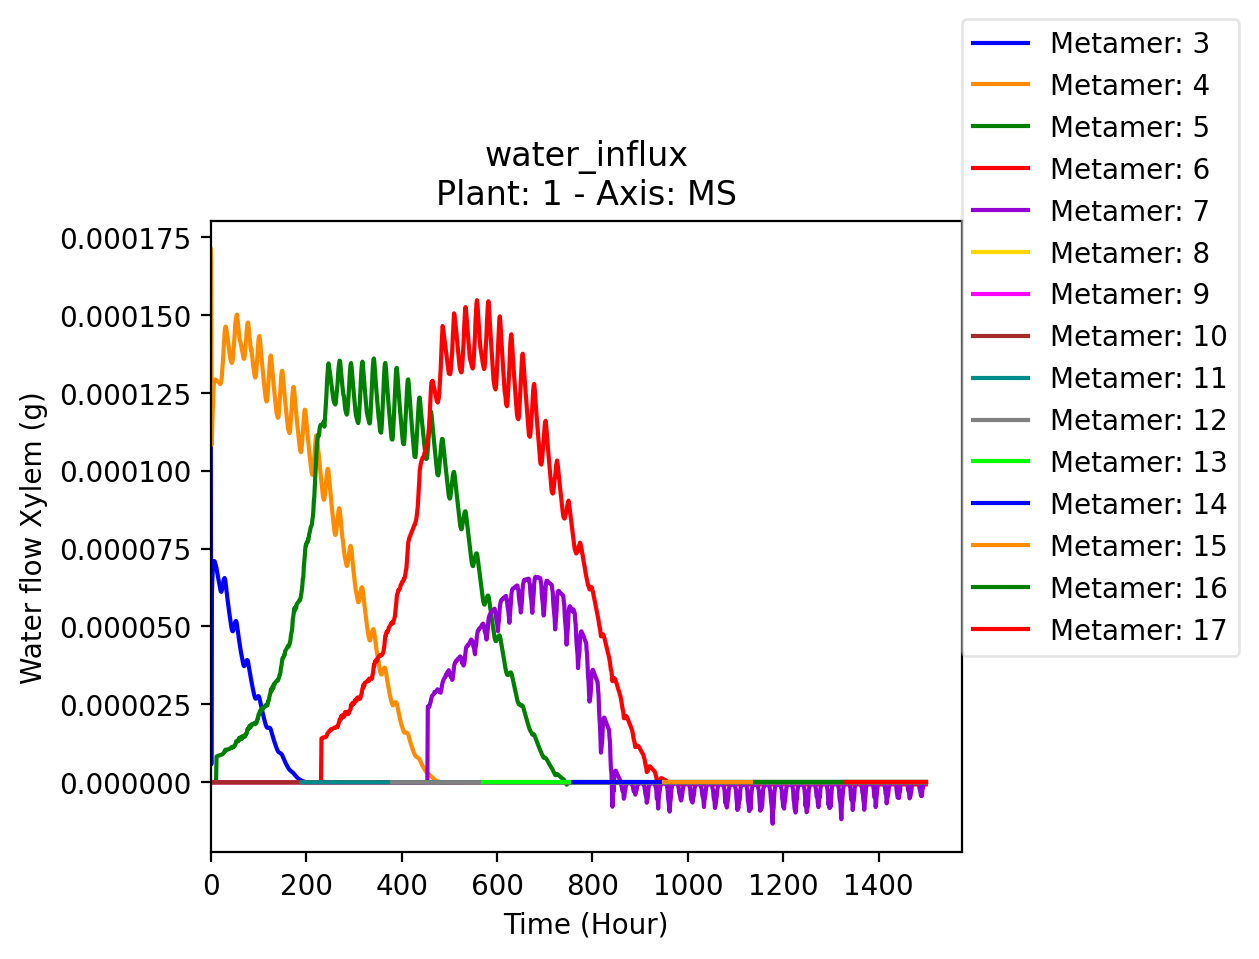 water_influx
Plant: 1 - Axis: MS
Water flow Xylem (g)
0.000175
0.000150
0.000125
0.000100
0.000075
0.000050
0.000025
0.000000
0
200
400
600
800
1000
1200
1400
Time (Hour)
Metamer: 3
Metamer: 4
Metamer: 5
Metamer: 6
Metamer: 7
Metamer: 8
Metamer: 9
Metamer: 10
Metamer: 11
Metamer: 12
Metamer: 13
Metamer: 14
Metamer: 15
Metamer: 16
Metamer: 17